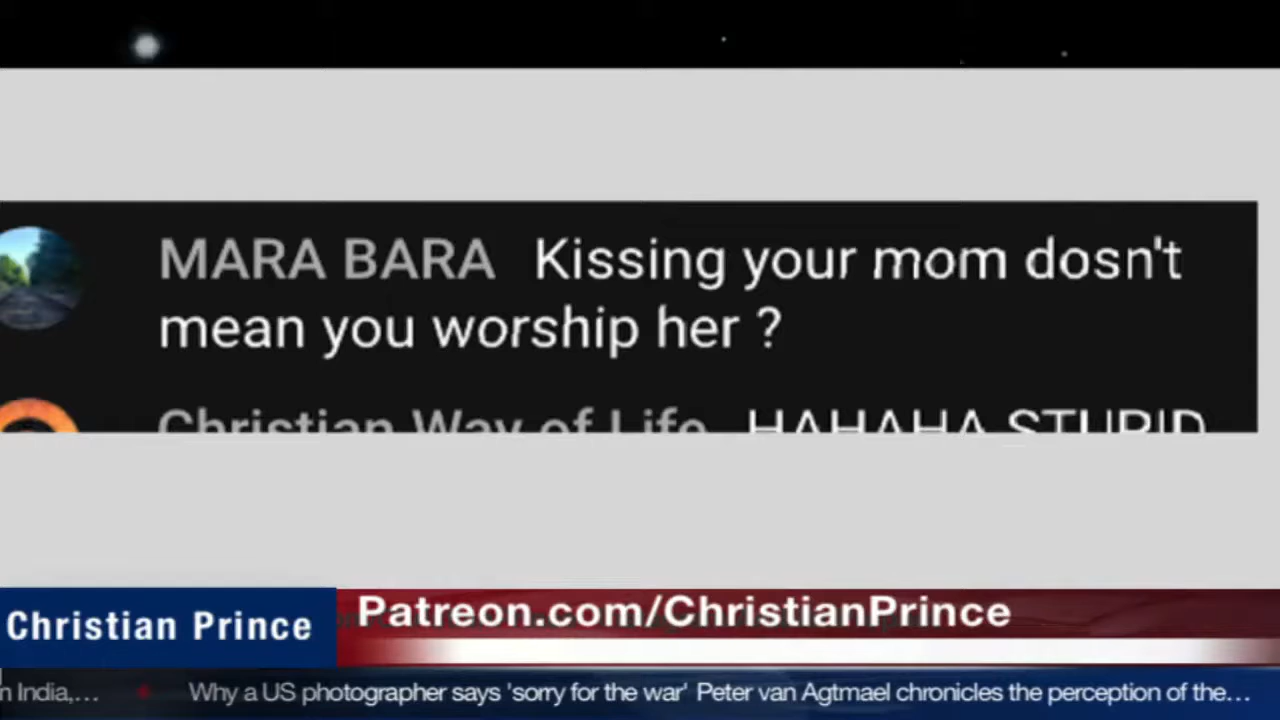 MARA BARA Kissing your mom dosn't
mean you worship her ?
Christian Way of Life HAHAHA STUPID
Christian Prince
Patreon.com/ChristianPrince
n India,... Why a US photographer says 'sorry for the war' Peter van Agtmael chronicles the perception of the...